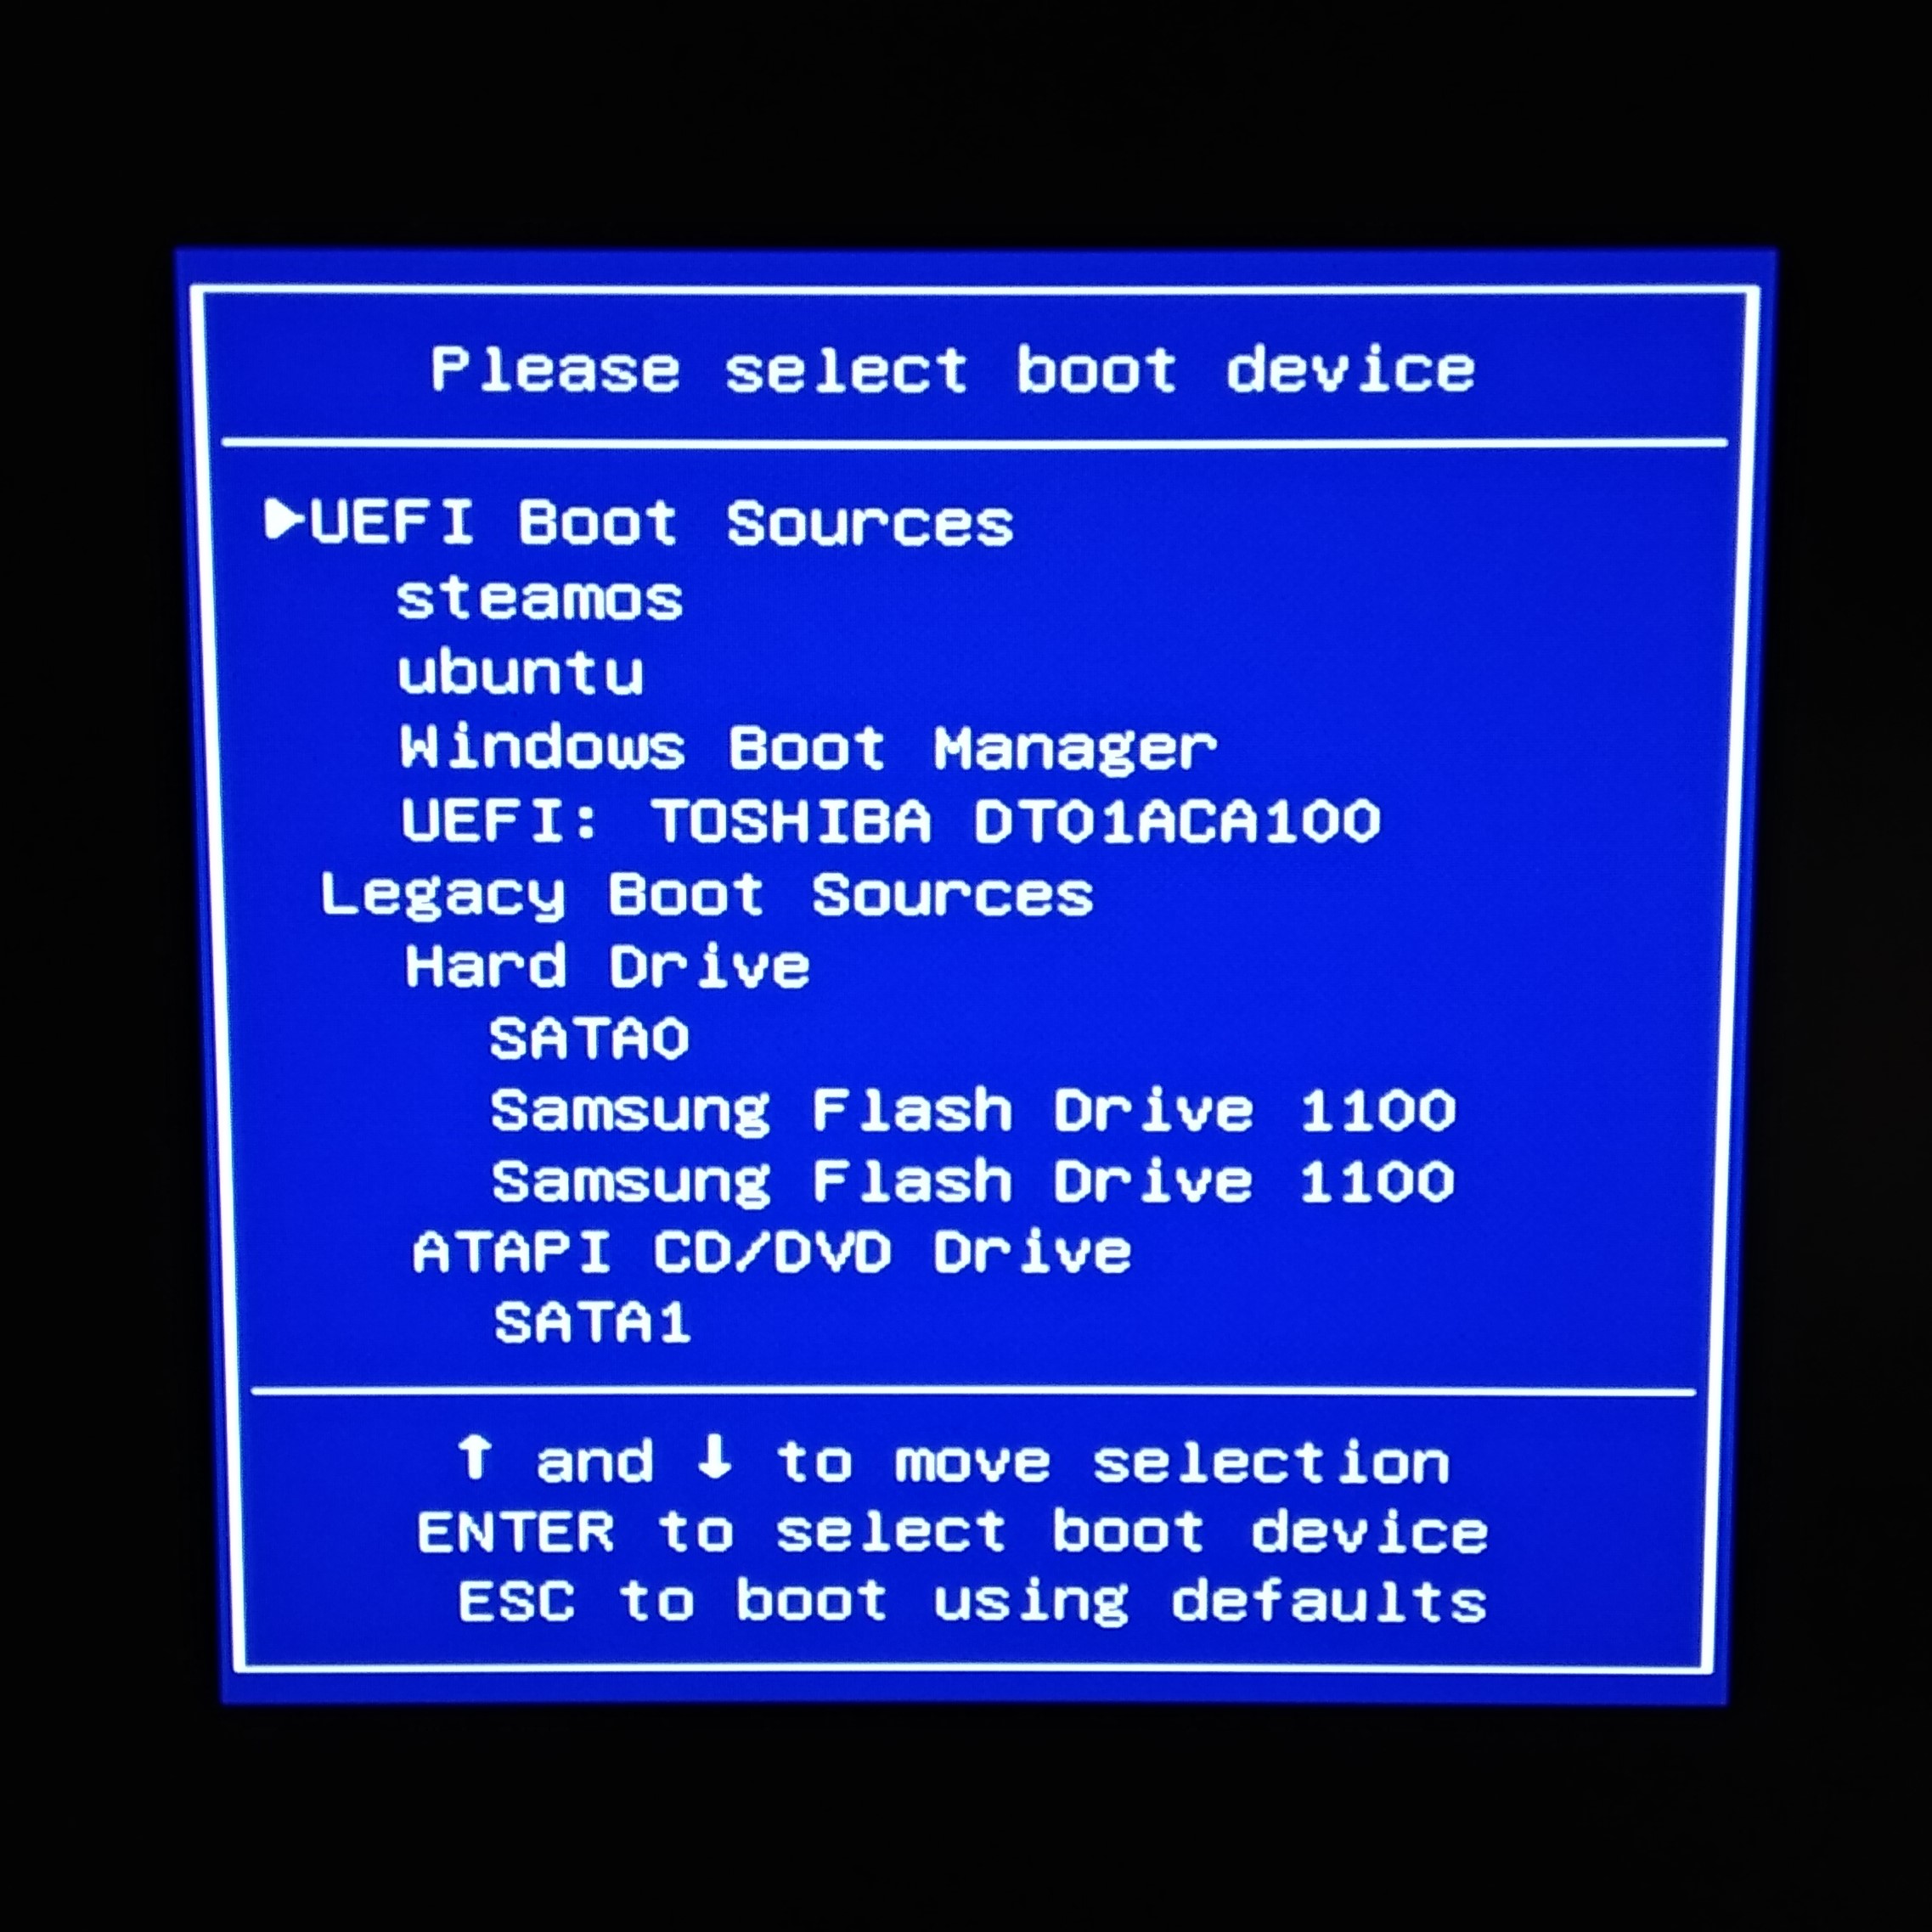 Please select boot device
►UEFI Boot Sources
steamos
ubuntu
Windows Boot Manager
UEFI: TOSHIBA DT01ACA100
Legacy Boot Sources
Hard Drive
SATA0
Samsung Flash Drive 1100
Samsung Flash Drive 1100
ATAPI CD/DVD Drive
SATA1
↑ and ↓ to move selection
ENTER to select boot device
ESC to boot using defaults